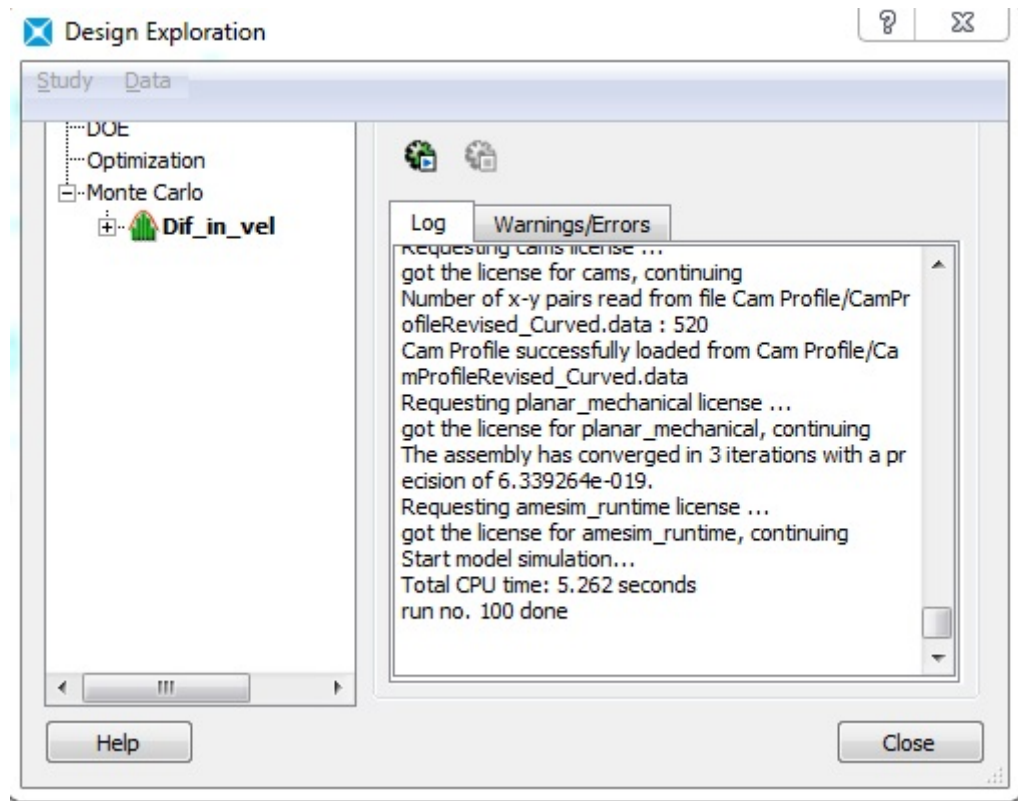 Design Exploration
Study Data
DOE
Optimization
Monte Carlo
Dif_in_vel
Log Warnings/Errors
Requesting cams license ...
got the license for cams, continuing
Number of x-y pairs read from file Cam Profile/CamPr
ofileRevised_Curved.data : 520
Cam Profile successfully loaded from Cam Profile/Ca
mProfileRevised_Curved.data
Requesting planar_mechanical license ...
got the license for planar_mechanical, continuing
The assembly has converged in 3 iterations with a pr
ecision of 6.339264e-019.
Requesting amesim_runtime license ...
got the license for amesim_runtime, continuing
Start model simulation...
Total CPU time: 5.262 seconds
run no. 100 done
Help Close